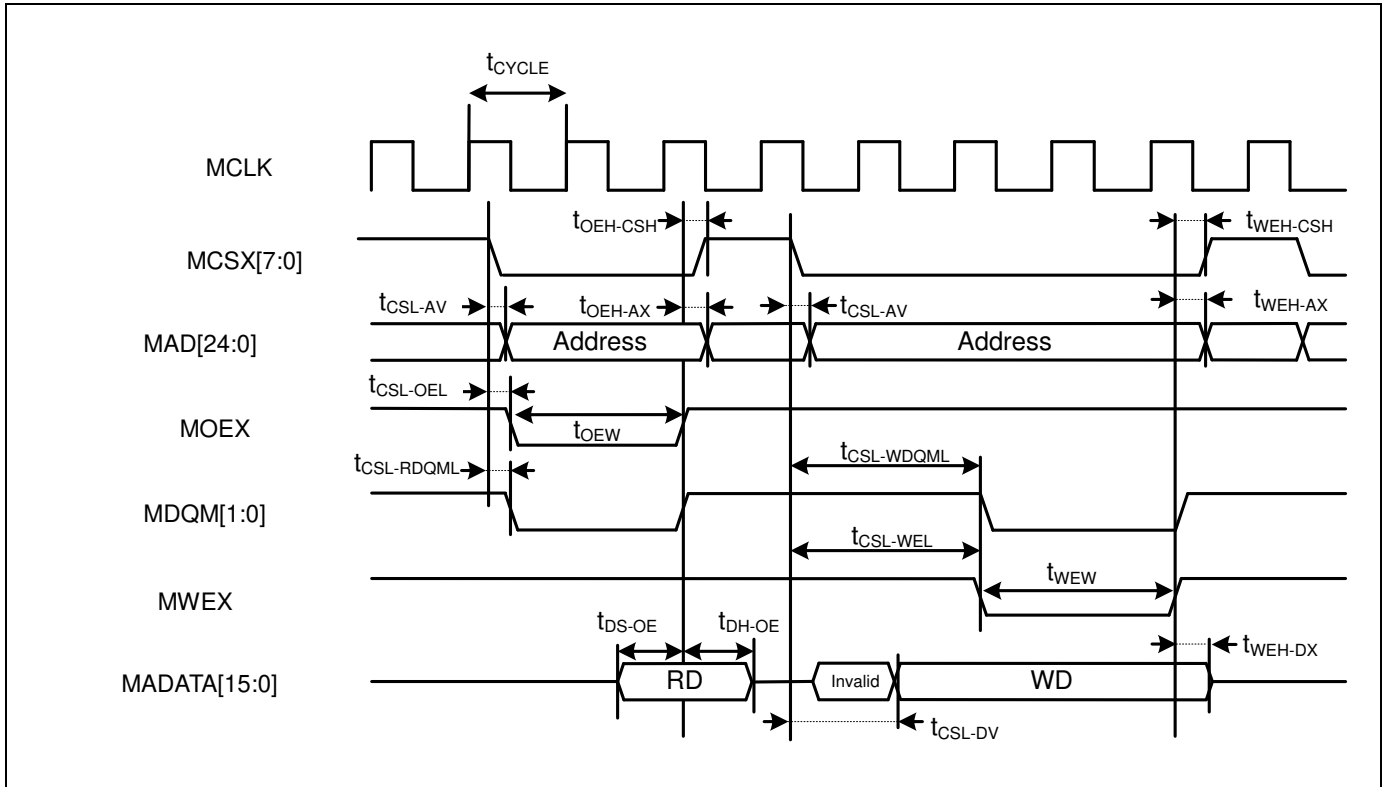 tCYCLE
MCLK
tOEH-CSH
tWEH-CSH
MCSX[7:0]
tCSL-AV
tOEH-AX
tCSL-AV
tWEH-AX
MAD[24:0]
Address
Address
tCSL-OEL
MOEX
tOEW
tCSL-RDQML
tCSL-WDQML
MDQM[1:0]
tCSL-WEL
tWEW
MWEX
tDS-OE
tDH-OE
tWEH-DX
MADATA[15:0]
RD
Invalid
WD
tCSL-DV